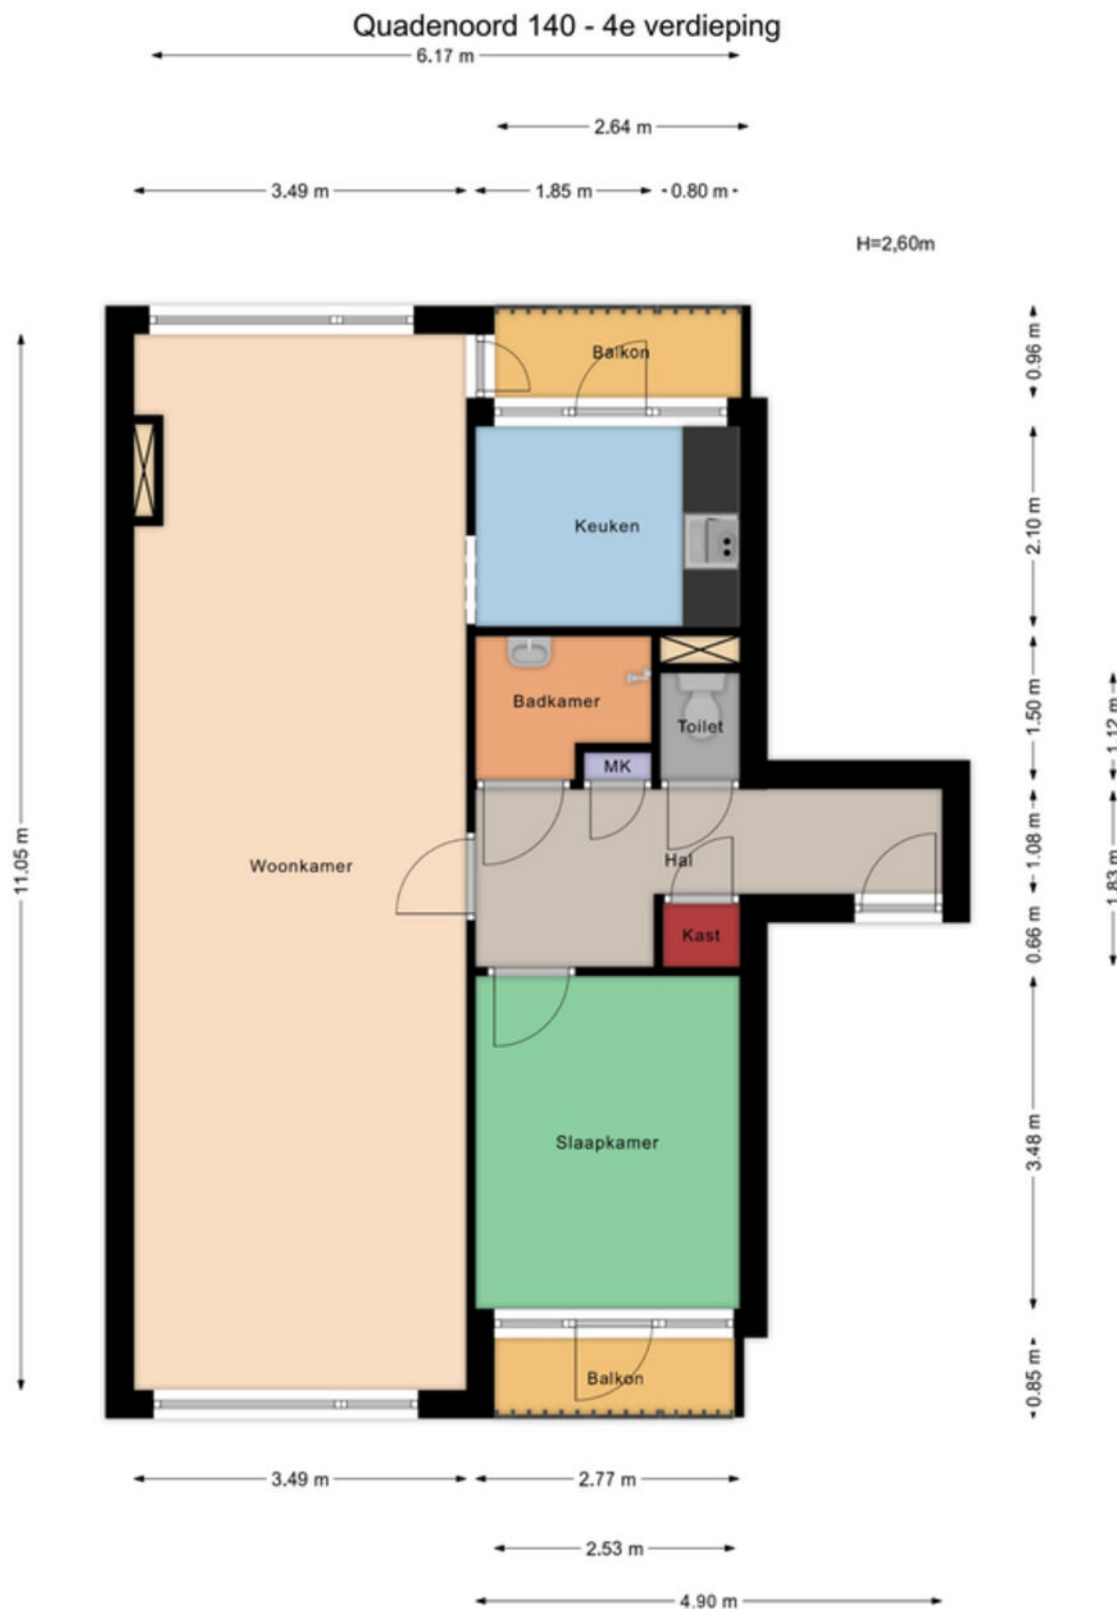 Quadenoord 140 - 4e verdieping
6.17 m
2.64 m
3.49 m
1.85 m
0.80 m
H=2,60m
0.96 m
Balkon
2.10 m
Keuken
1.50 m
1.12 m
Badkamer
Toilet
MK
11.05 m
Woonkamer
Hal
1.08 m
1.83 m
Kast
0.66 m
Slaapkamer
3.48 m
Balkon
0.85 m
3.49 m
2.77 m
2.53 m
4.90 m